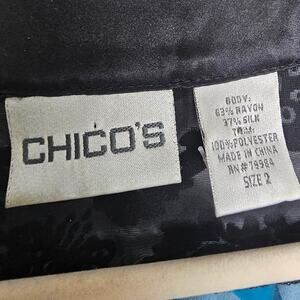 CHICO'S
BODY:
63% RAYON
37% SILK
TRIM:
100% POLYESTER
MADE IN CHINA
RN# 79984
SIZE 2